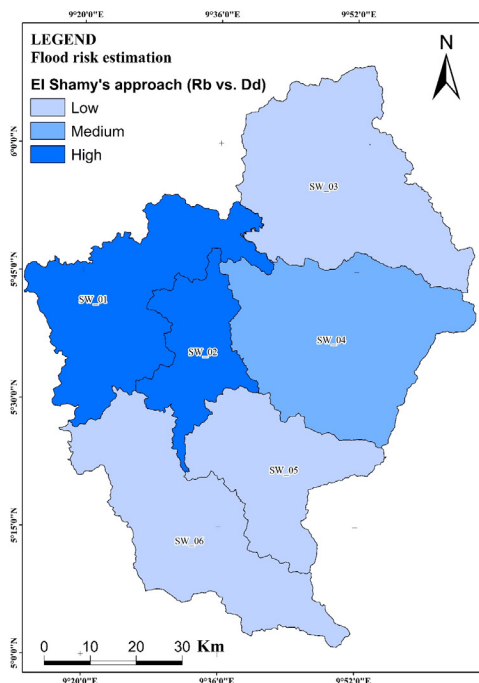 9°20'0"E 9°36'0"E 9°52'0"E
LEGEND
Flood risk estimation
El Shamy's approach (Rb vs. Dd)
Low
Medium
High
N
6°0'0"N
SW_03
5°45'0"N
SW_01
SW_04
SW_02
5°30'0"N
SW_05
5°15'0"N
SW_06
5°0'0"N
0 10 20 30 Km
9°20'0"E 9°36'0"E 9°52'0"E